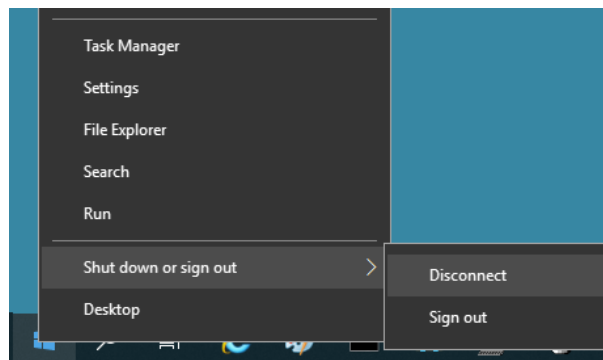 Task Manager
Settings
File Explorer
Search
Run
Shut down or sign out
Desktop
Disconnect
Sign out